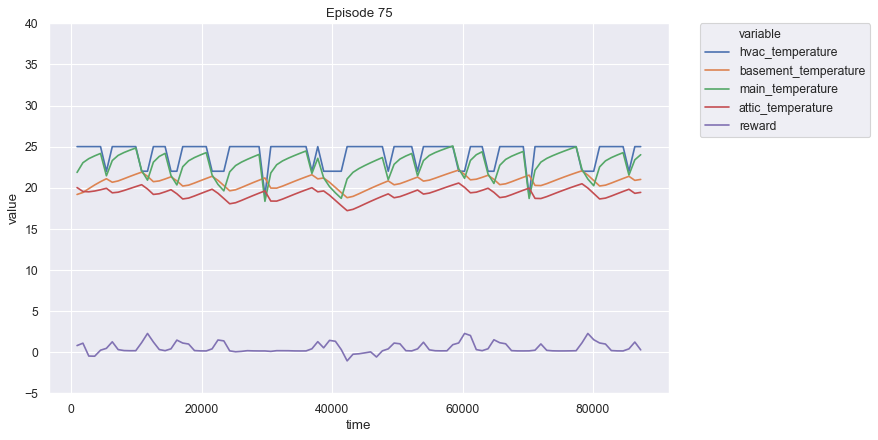 Episode 75
40
35
30
25
20
15
10
5
0
−5
value
0
20000
40000
60000
80000
time
variable
hvac_temperature
basement_temperature
main_temperature
attic_temperature
reward